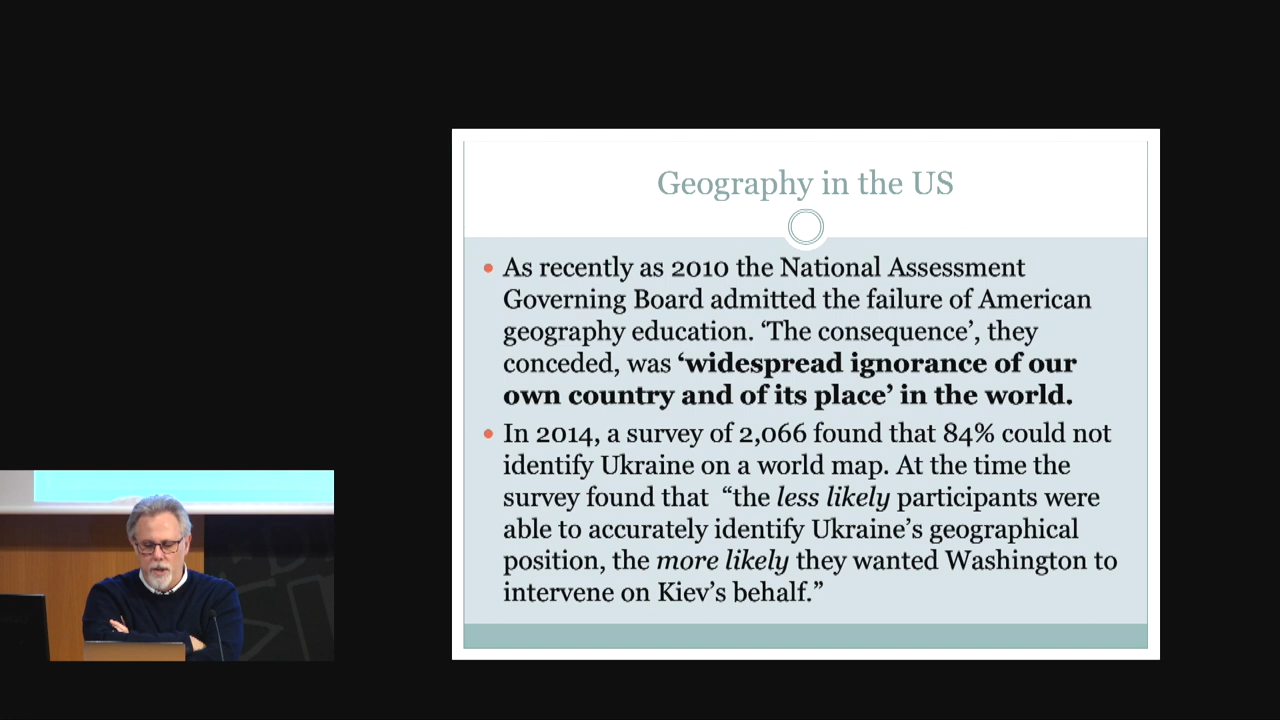 Geography in the US
• As recently as 2010 the National Assessment
Governing Board admitted the failure of American
geography education. ‘The consequence’, they
conceded, was ‘widespread ignorance of our
own country and of its place’ in the world.
• In 2014, a survey of 2,066 found that 84% could not
identify Ukraine on a world map. At the time the
survey found that “the less likely participants were
able to accurately identify Ukraine’s geographical
position, the more likely they wanted Washington to
intervene on Kiev’s behalf.”